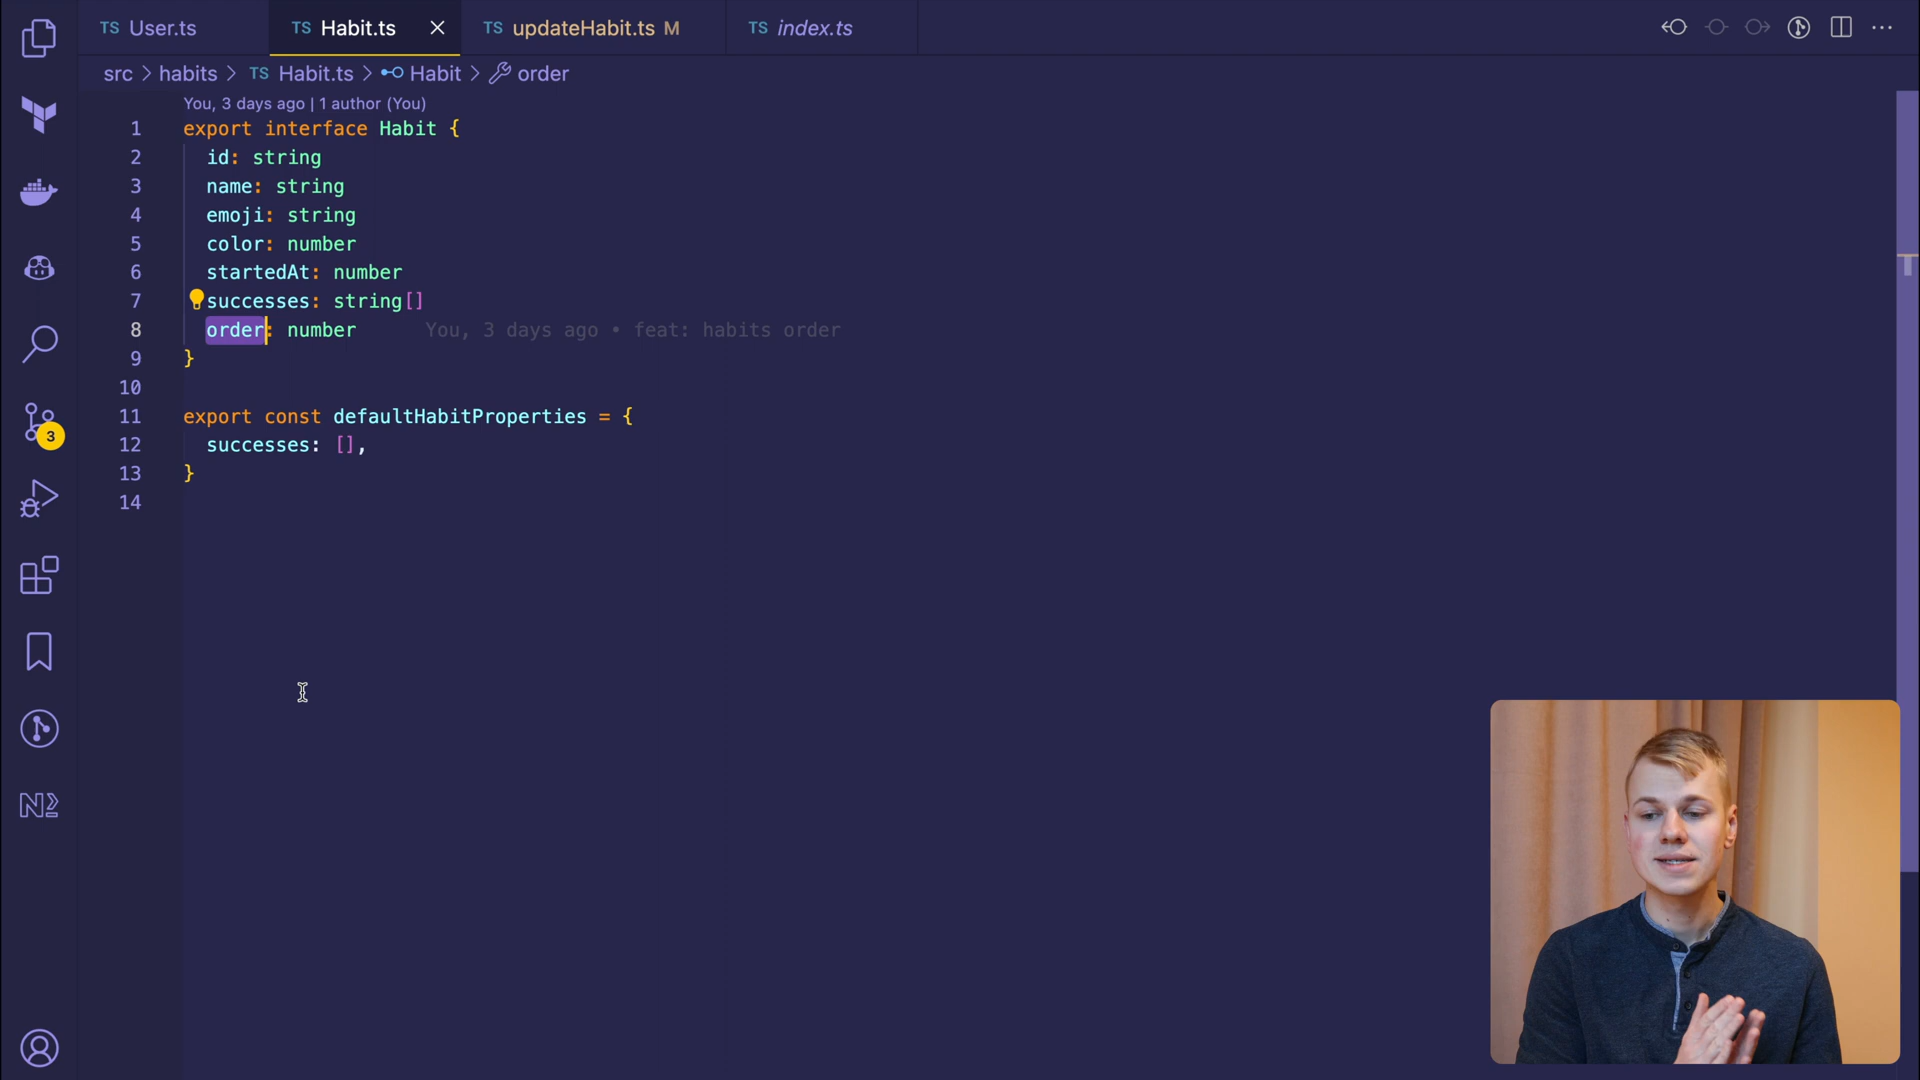 TS User.ts
TS Habit.ts
TS updateHabit.ts M
TS index.ts
src > habits > TS Habit.ts > Habit > order
You, 3 days ago | 1 author (You)
1 export interface Habit {
2 id: string
3 name: string
4 emoji: string
5 color: number
6 startedAt: number
7 successes: string[]
8 order: number You, 3 days ago • feat: habits order
9 }
10
11 export const defaultHabitProperties = {
12 successes: [],
13 }
14
3